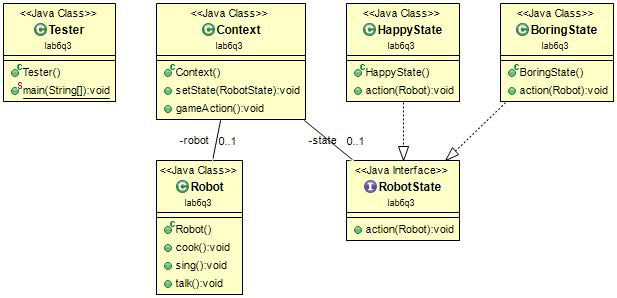 <<Java Class>>
Tester
lab6q3
Tester()
main(String[]):void
<<Java Class>>
Context
lab6q3
Context()
setState(RobotState):void
gameAction():void
<<Java Class>>
HappyState
lab6q3
HappyState()
action(Robot):void
<<Java Class>>
BoringState
lab6q3
BoringState()
action(Robot):void
-robot 0..1
-state 0..1
<<Java Class>>
Robot
lab6q3
Robot()
cook():void
sing():void
talk():void
<<Java Interface>>
RobotState
lab6q3
action(Robot):void